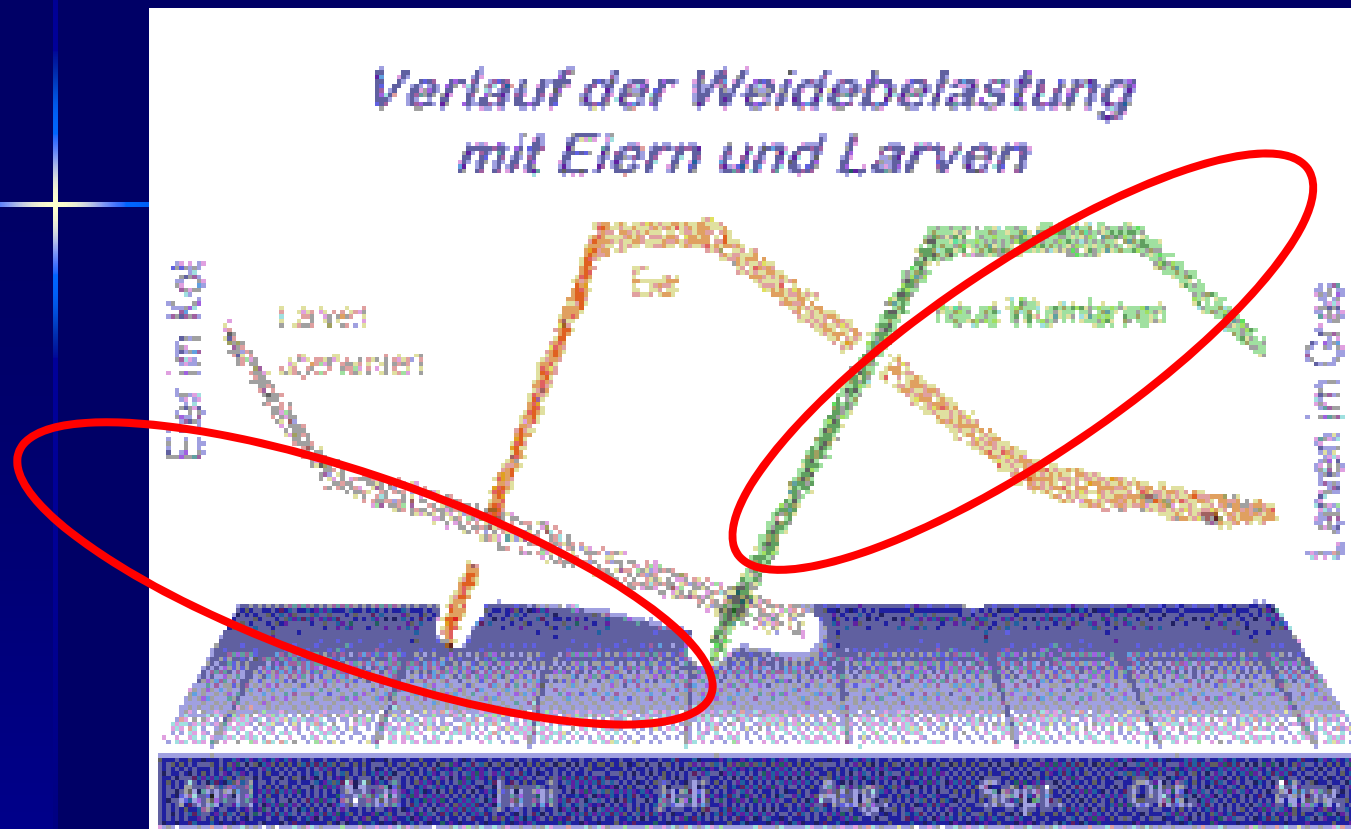 Verlauf der Weidebelastung
mit Eiern und Larven
Eier im Kot
Larven
überwintert
Eier
neue Wurmlarven
Larven im Gras
April Mai Juni Juli Aug. Sept. Okt. Nov.